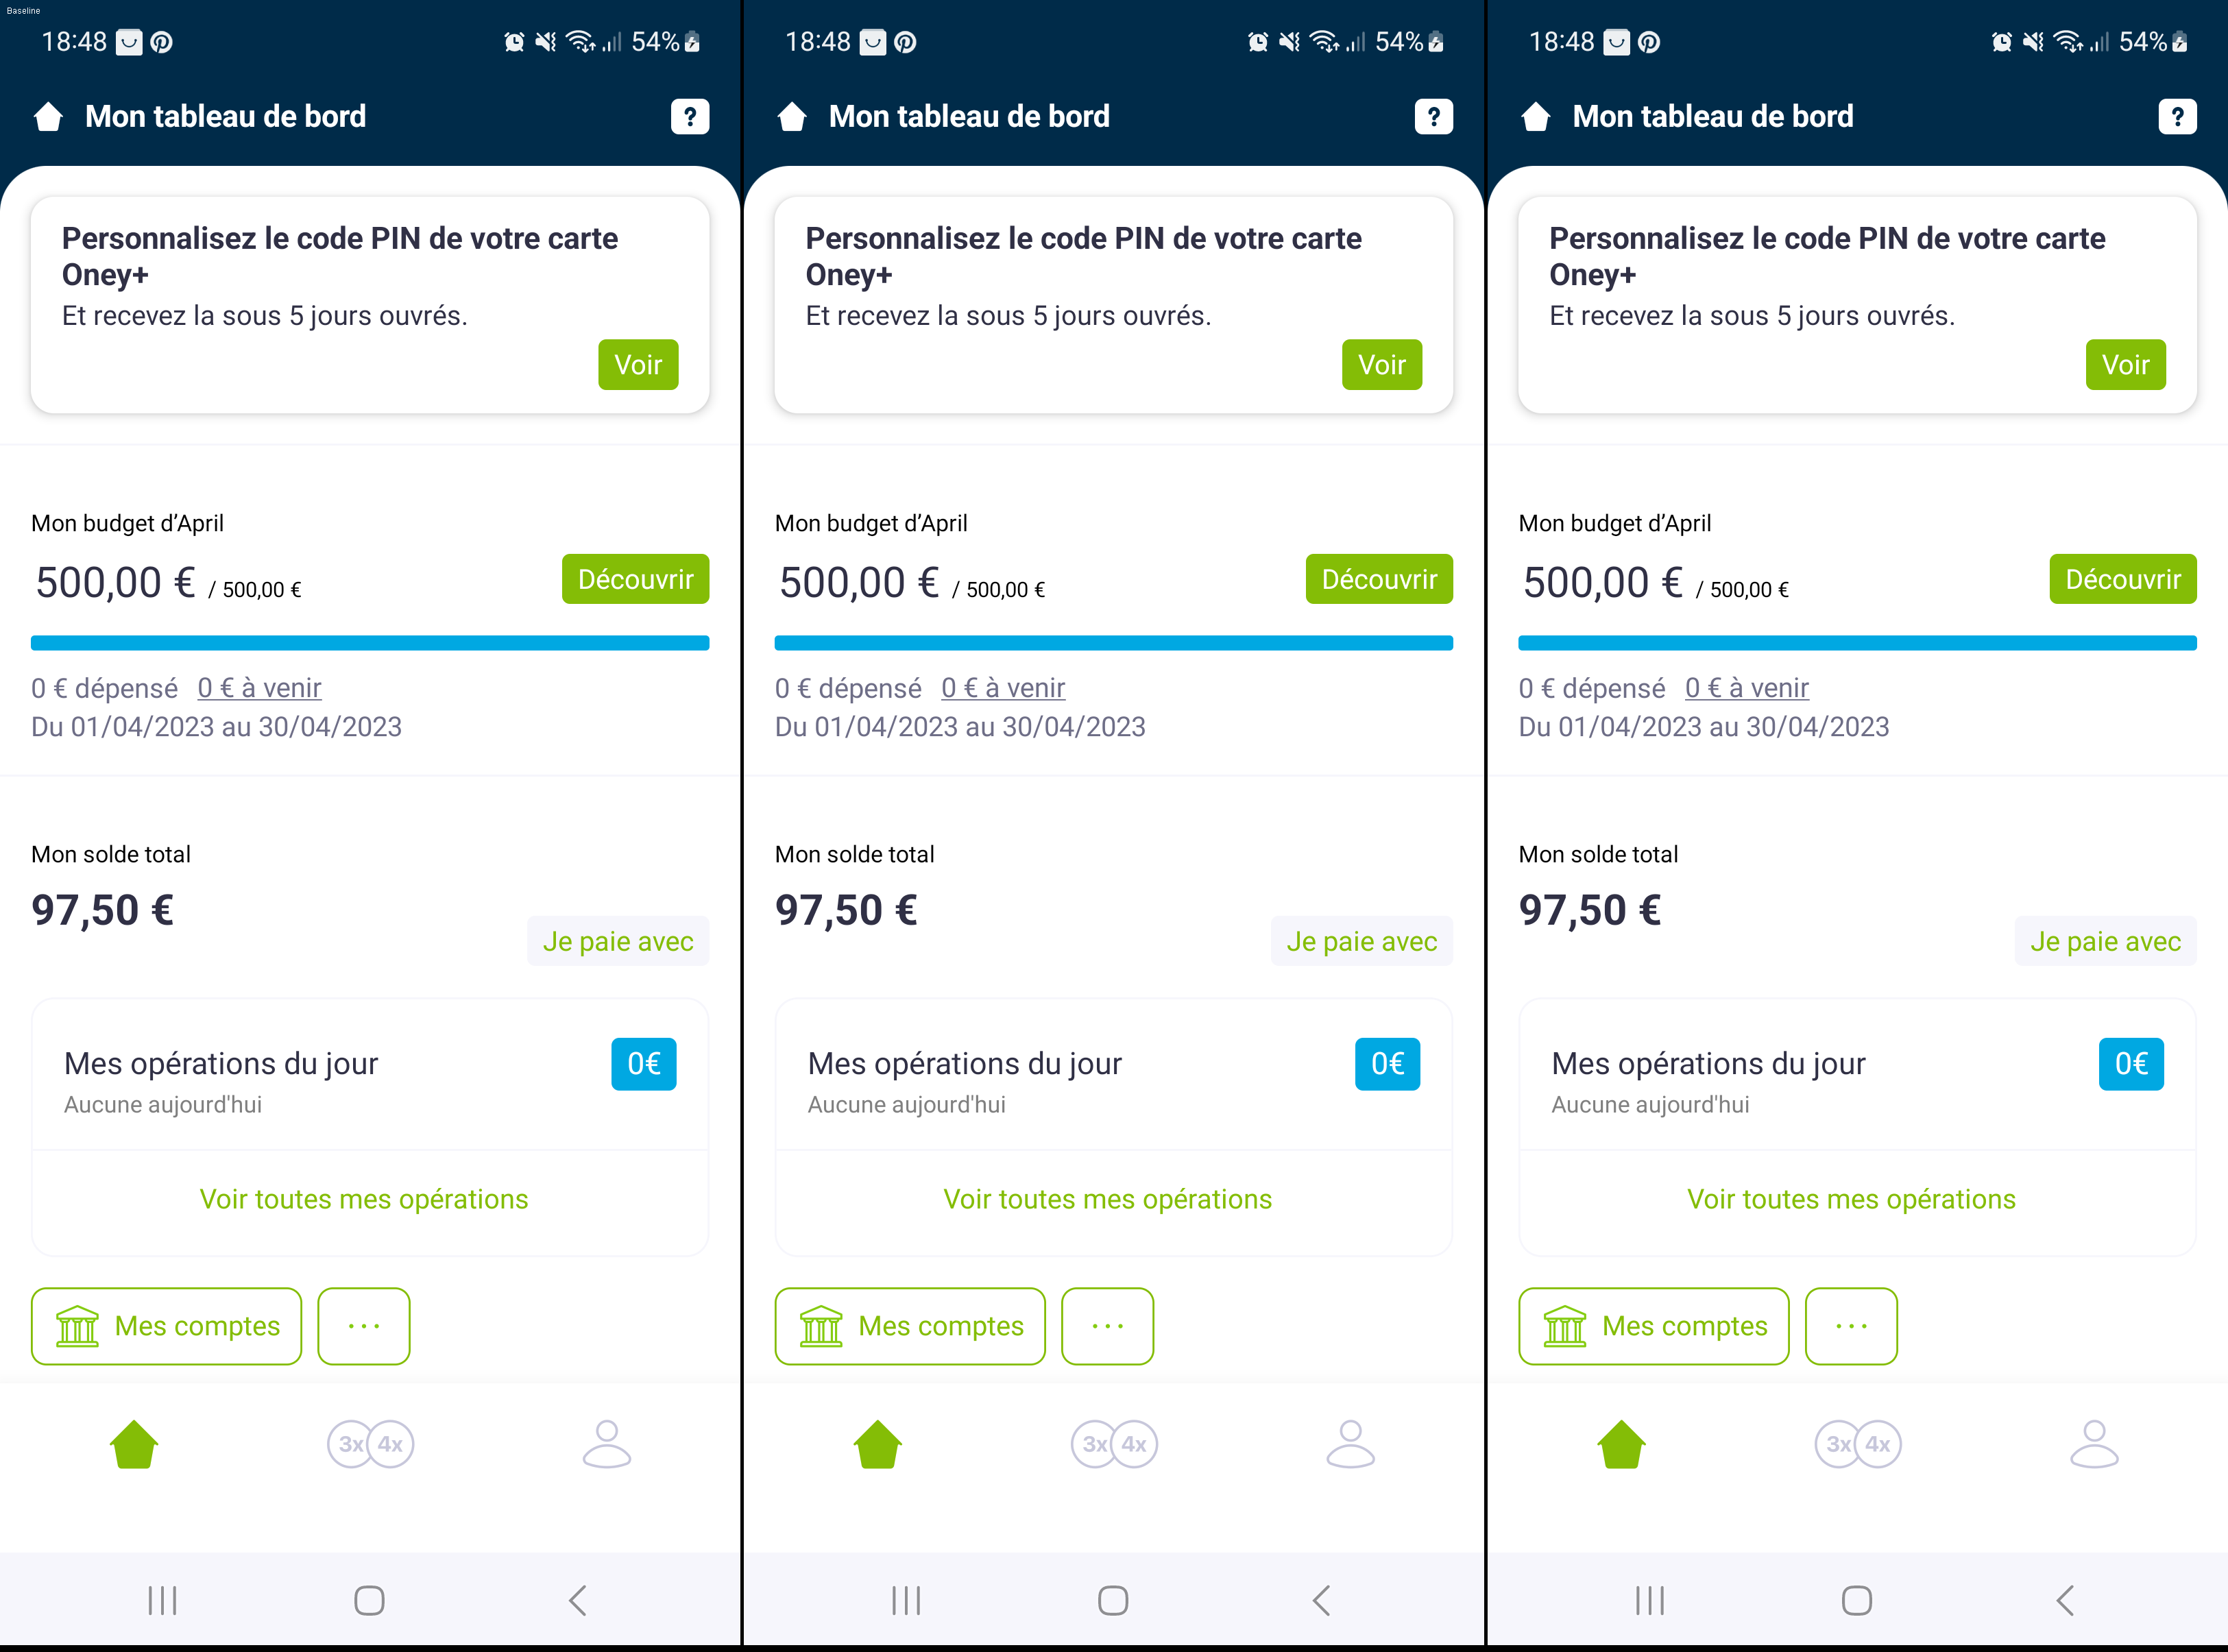 Baseline
18:48 54%
Mon tableau de bord ?
Personnalisez le code PIN de votre carte
Oney+
Et recevez la sous 5 jours ouvrés.
Voir
Mon budget d’April
500,00 € / 500,00 € Découvrir
0 € dépensé 0 € à venir
Du 01/04/2023 au 30/04/2023
Mon solde total
97,50 €
Je paie avec
Mes opérations du jour 0€
Aucune aujourd'hui
Voir toutes mes opérations
Mes comptes ...
3x 4x
18:48 54%
Mon tableau de bord ?
Personnalisez le code PIN de votre carte
Oney+
Et recevez la sous 5 jours ouvrés.
Voir
Mon budget d’April
500,00 € / 500,00 € Découvrir
0 € dépensé 0 € à venir
Du 01/04/2023 au 30/04/2023
Mon solde total
97,50 €
Je paie avec
Mes opérations du jour 0€
Aucune aujourd'hui
Voir toutes mes opérations
Mes comptes ...
3x 4x
18:48 54%
Mon tableau de bord ?
Personnalisez le code PIN de votre carte
Oney+
Et recevez la sous 5 jours ouvrés.
Voir
Mon budget d’April
500,00 € / 500,00 € Découvrir
0 € dépensé 0 € à venir
Du 01/04/2023 au 30/04/2023
Mon solde total
97,50 €
Je paie avec
Mes opérations du jour 0€
Aucune aujourd'hui
Voir toutes mes opérations
Mes comptes ...
3x 4x